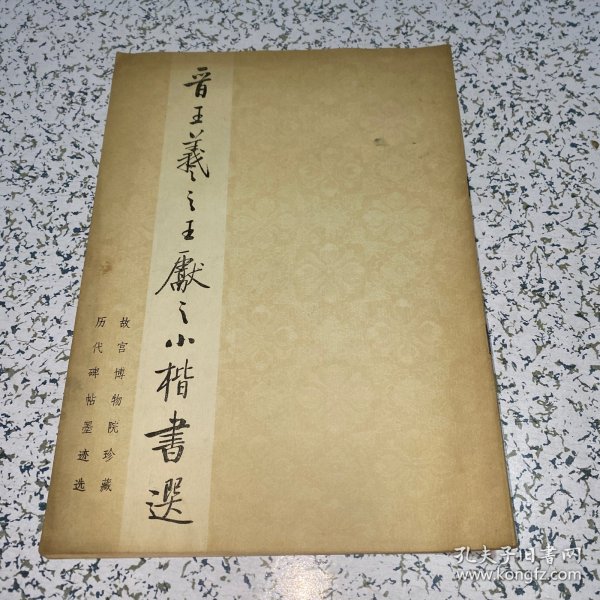 晋王羲之王獻之小楷書選
故宫博物院珍藏
历代碑帖墨迹选
孔夫子旧书网
www.kongfz.com